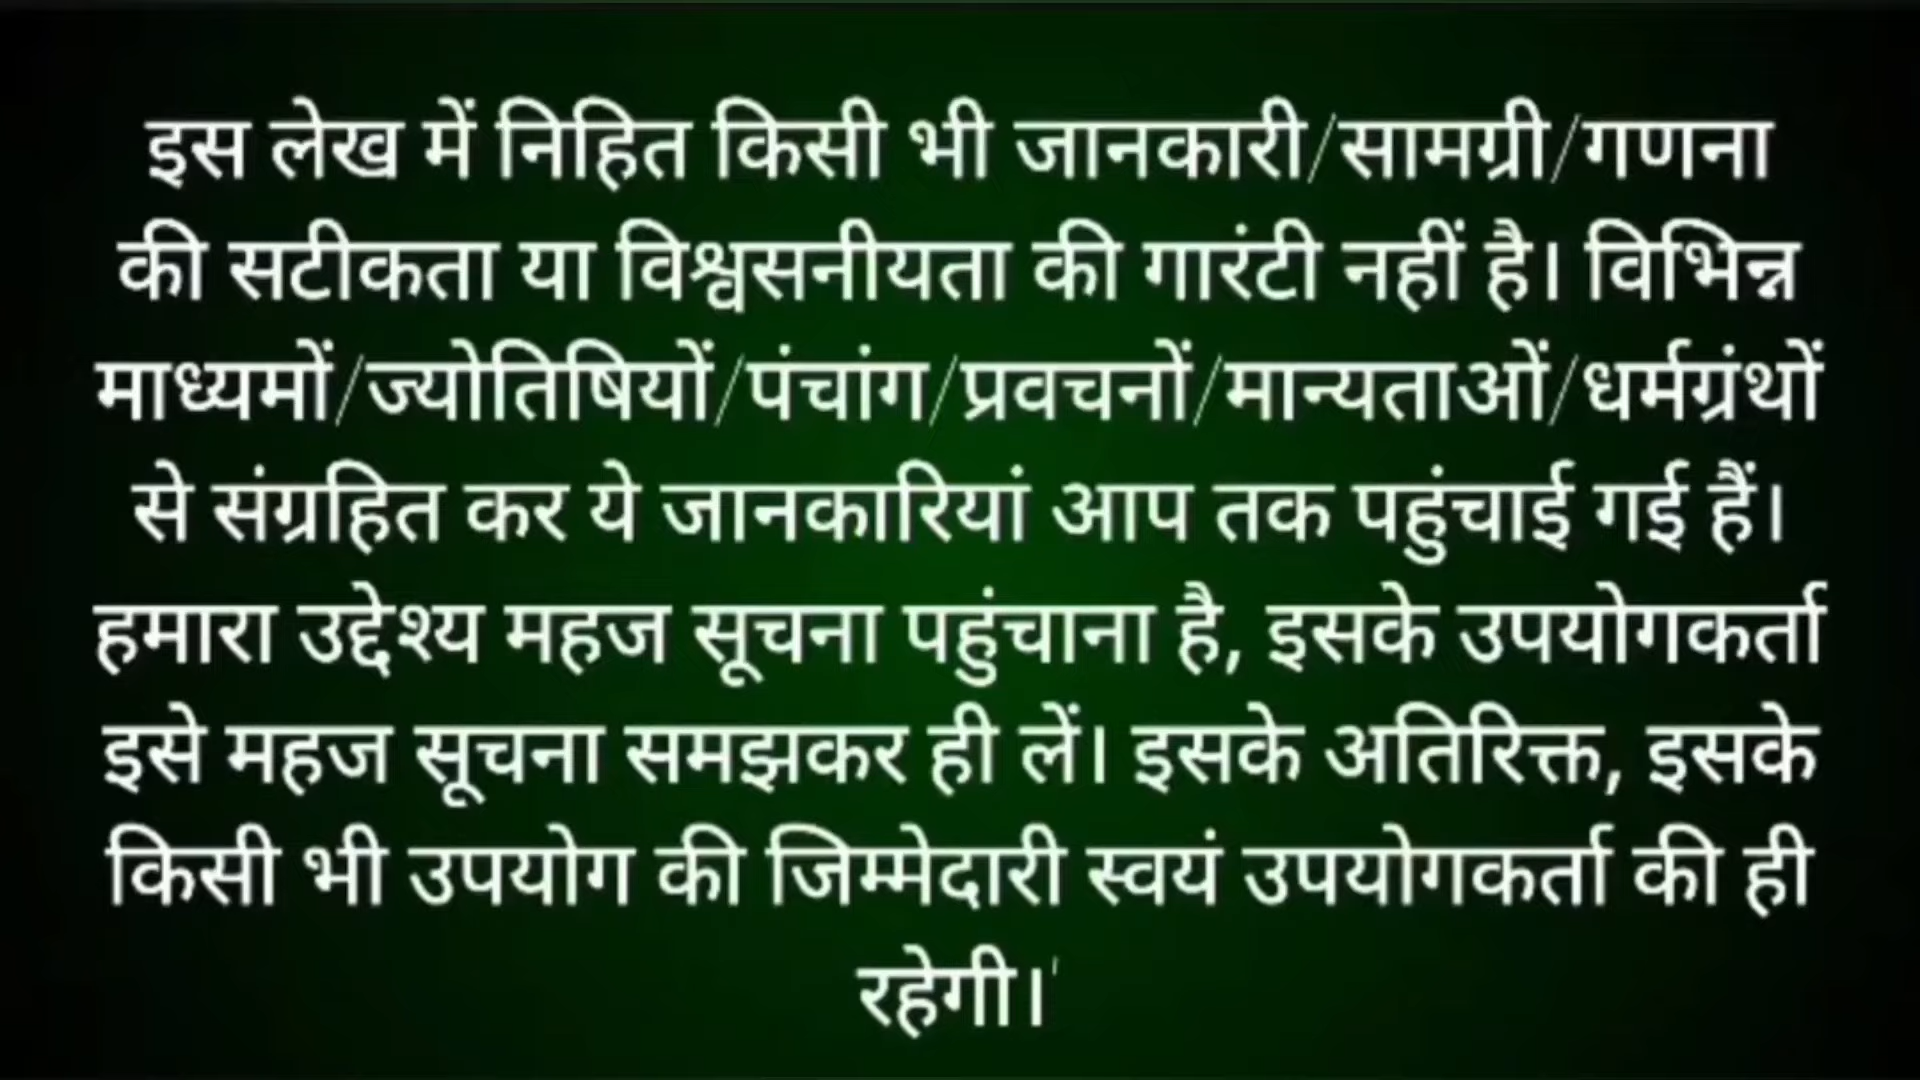 इस लेख में निहित किसी भी जानकारी/सामग्री/गणना
की सटीकता या विश्वसनीयता की गारंटी नहीं है। विभिन्न
माध्यमों/ज्योतिषियों/पंचांग/प्रवचनों/मान्यताओं/धर्मग्रंथों
से संग्रहित कर ये जानकारियां आप तक पहुंचाई गई हैं।
हमारा उद्देश्य महज सूचना पहुंचाना है, इसके उपयोगकर्ता
इसे महज सूचना समझकर ही लें। इसके अतिरिक्त, इसके
किसी भी उपयोग की जिम्मेदारी स्वयं उपयोगकर्ता की ही
रहेगी।'